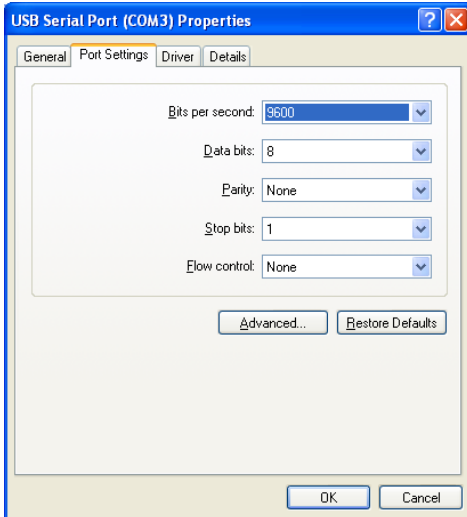 USB Serial Port (COM3) Properties
General Port Settings Driver Details
Bits per second: 9600
Data bits: 8
Parity: None
Stop bits: 1
Flow control: None
Advanced... Restore Defaults
OK Cancel